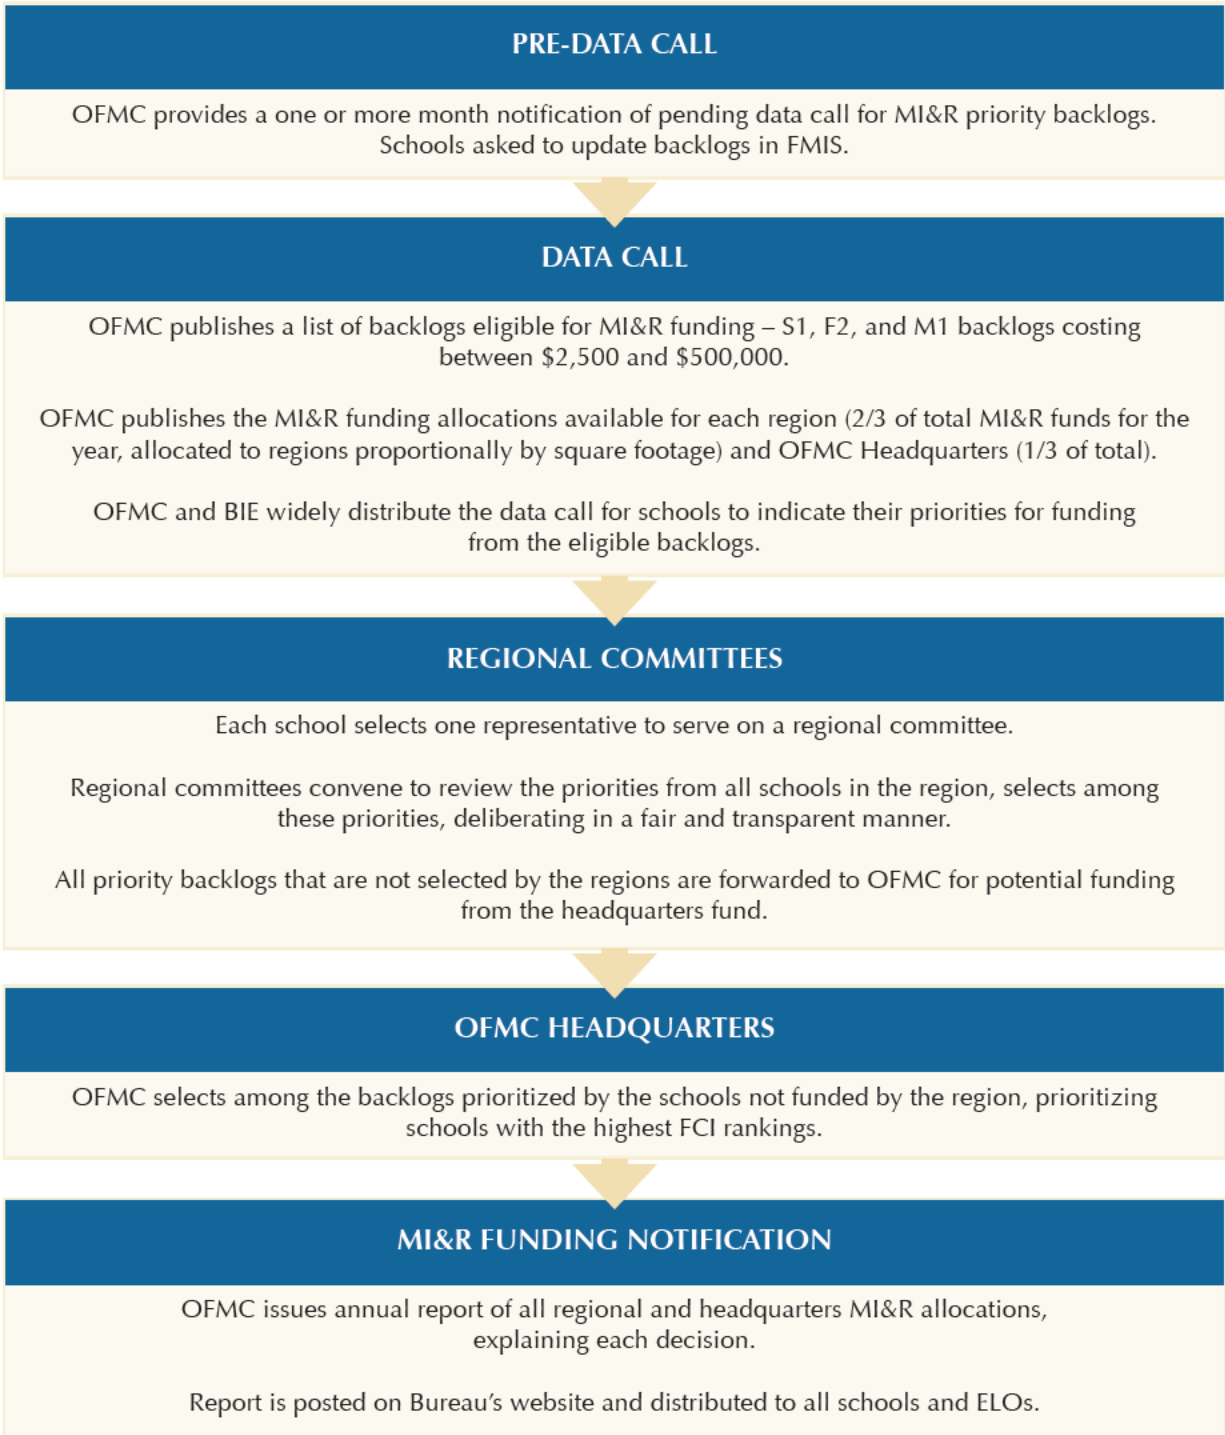 PRE-DATA CALL
OFMC provides a one or more month notification of pending data call for MI&R priority backlogs.
Schools asked to update backlogs in FMIS.
DATA CALL
OFMC publishes a list of backlogs eligible for MI&R funding – S1, F2, and M1 backlogs costing
between $2,500 and $500,000.
OFMC publishes the MI&R funding allocations available for each region (2/3 of total MI&R funds for the
year, allocated to regions proportionally by square footage) and OFMC Headquarters (1/3 of total).
OFMC and BIE widely distribute the data call for schools to indicate their priorities for funding
from the eligible backlogs.
REGIONAL COMMITTEES
Each school selects one representative to serve on a regional committee.
Regional committees convene to review the priorities from all schools in the region, selects among
these priorities, deliberating in a fair and transparent manner.
All priority backlogs that are not selected by the regions are forwarded to OFMC for potential funding
from the headquarters fund.
OFMC HEADQUARTERS
OFMC selects among the backlogs prioritized by the schools not funded by the region, prioritizing
schools with the highest FCI rankings.
MI&R FUNDING NOTIFICATION
OFMC issues annual report of all regional and headquarters MI&R allocations,
explaining each decision.
Report is posted on Bureau's website and distributed to all schools and ELOs.